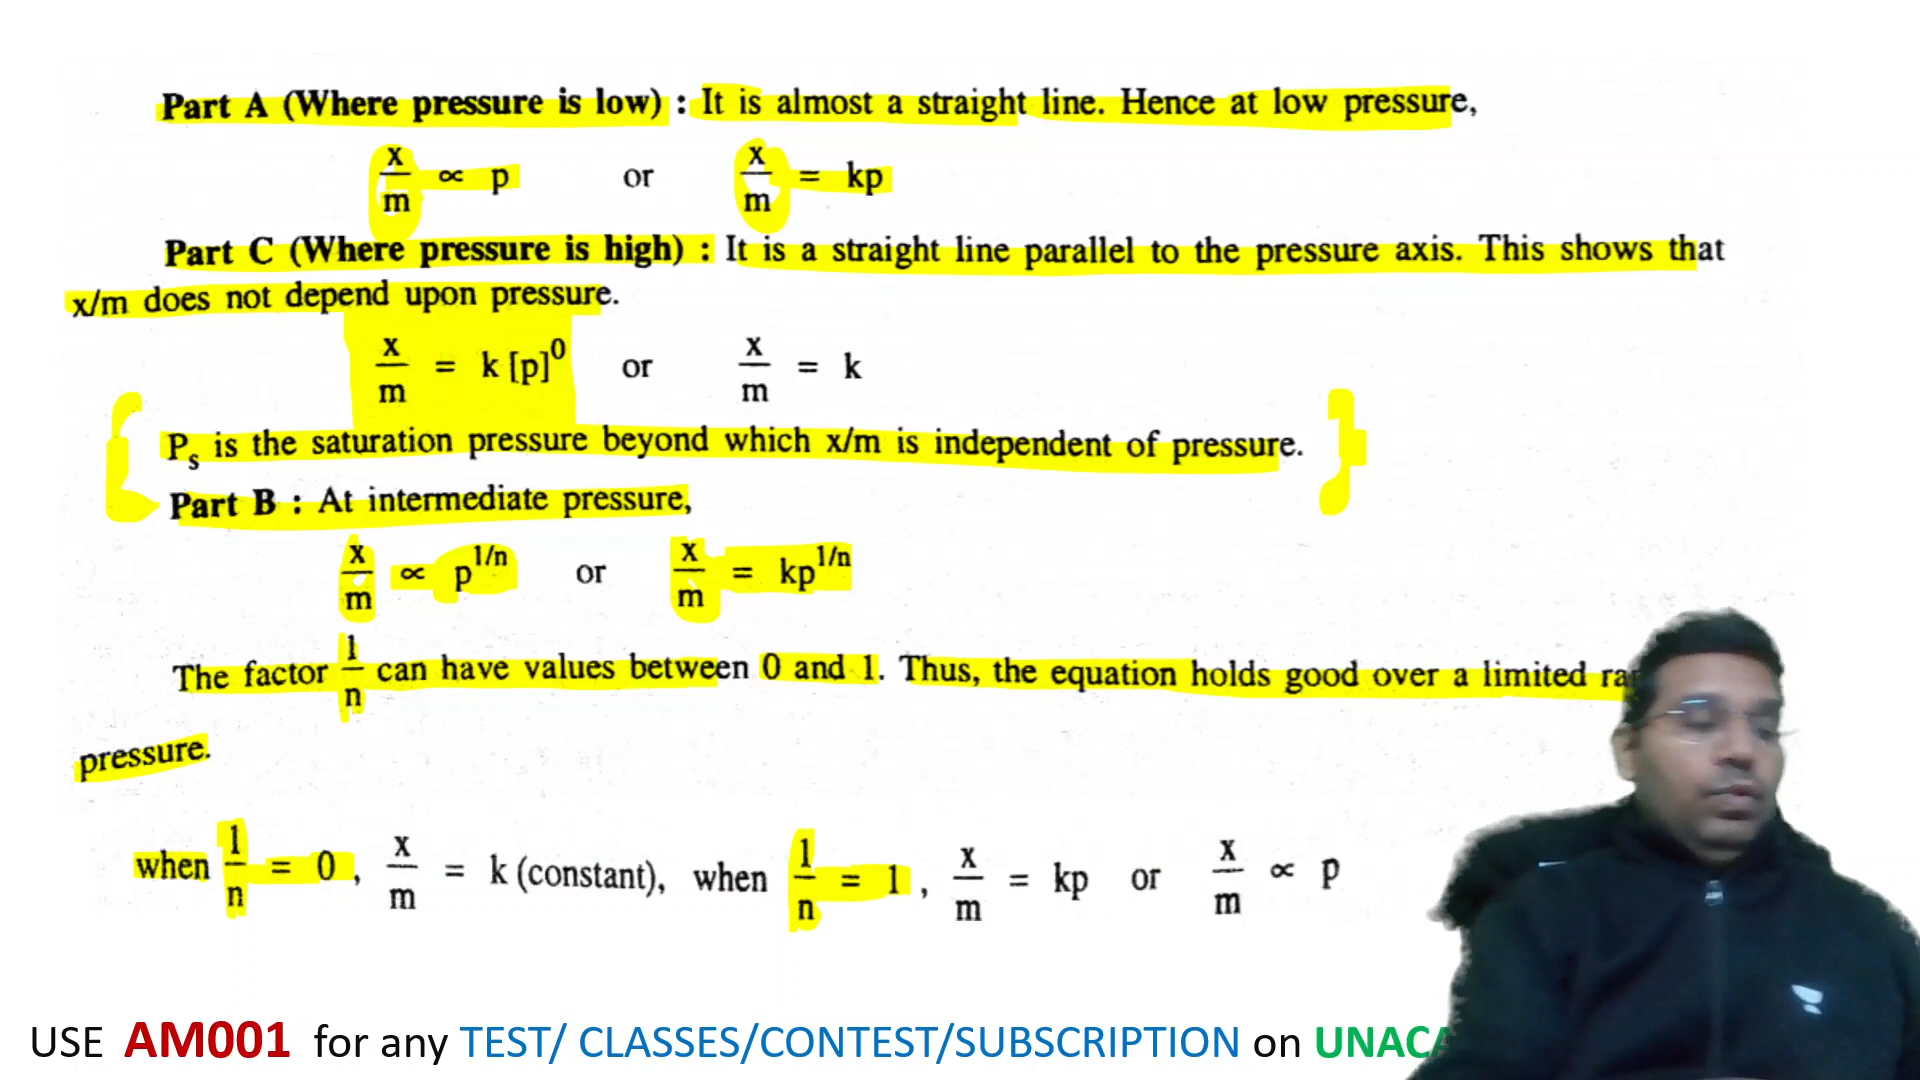 Part A (Where pressure is low) : It is almost a straight line. Hence at low pressure,
x/m ∝ p or x/m = kp
Part C (Where pressure is high) : It is a straight line parallel to the pressure axis. This shows that
x/m does not depend upon pressure.
x/m = k [p]⁰ or x/m = k
Pₛ is the saturation pressure beyond which x/m is independent of pressure.
Part B : At intermediate pressure,
x/m ∝ p^1/n or x/m = kp^1/n
The factor 1/n can have values between 0 and 1. Thus, the equation holds good over a limited
pressure.
when 1/n = 0 , x/m = k (constant), when 1/n = 1 , x/m = kp or x/m ∝ p
USE AM001 for any TEST/ CLASSES/CONTEST/SUBSCRIPTION on